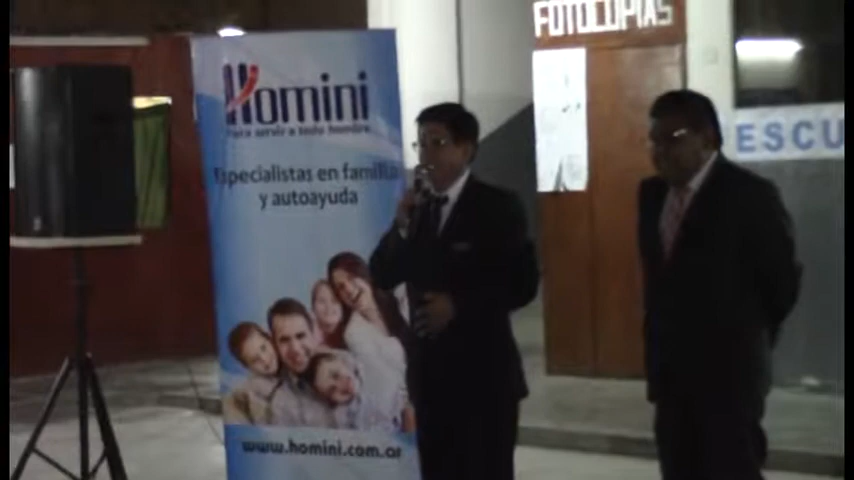 FOTOCOPIAS
Homini
Para servir a todo hombre
Especialistas en familia
y autoayuda
ESCU
www.homini.com.ar